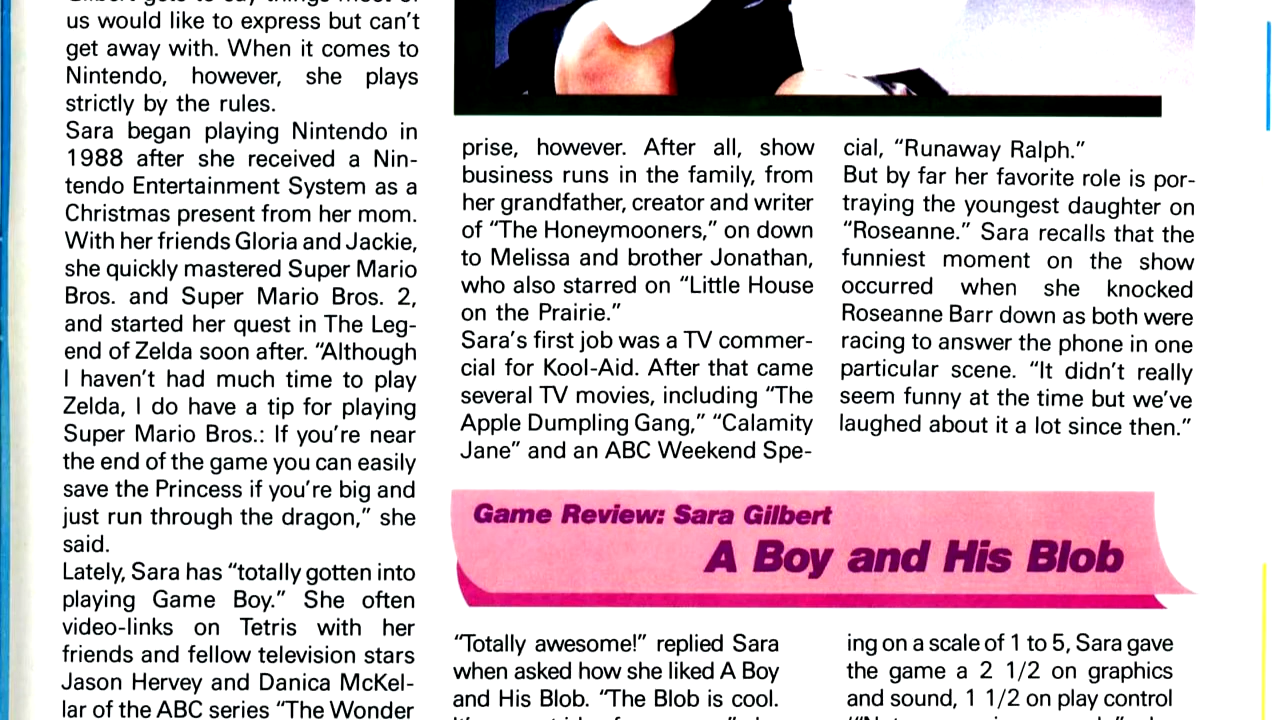 us would like to express but can't
get away with. When it comes to
Nintendo, however, she plays
strictly by the rules.
Sara began playing Nintendo in
1988 after she received a Nin-
tendo Entertainment System as a
Christmas present from her mom.
With her friends Gloria and Jackie,
she quickly mastered Super Mario
Bros. and Super Mario Bros. 2,
and started her quest in The Leg-
end of Zelda soon after. "Although
I haven't had much time to play
Zelda, I do have a tip for playing
Super Mario Bros.: If you're near
the end of the game you can easily
save the Princess if you're big and
just run through the dragon," she
said.
Lately, Sara has "totally gotten into
playing Game Boy." She often
video-links on Tetris with her
friends and fellow television stars
Jason Hervey and Danica McKel-
lar of the ABC series "The Wonder
prise, however. After all, show
business runs in the family, from
her grandfather, creator and writer
of "The Honeymooners," on down
to Melissa and brother Jonathan,
who also starred on "Little House
on the Prairie."
Sara's first job was a TV commer-
cial for Kool-Aid. After that came
several TV movies, including "The
Apple Dumpling Gang," "Calamity
Jane" and an ABC Weekend Spe-
cial, "Runaway Ralph."
But by far her favorite role is por-
traying the youngest daughter on
"Roseanne." Sara recalls that the
funniest moment on the show
occurred when she knocked
Roseanne Barr down as both were
racing to answer the phone in one
particular scene. "It didn't really
seem funny at the time but we've
laughed about it a lot since then."
Game Review: Sara Gilbert
A Boy and His Blob
"Totally awesome!" replied Sara
when asked how she liked A Boy
and His Blob. "The Blob is cool.
ing on a scale of 1 to 5, Sara gave
the game a 2 1/2 on graphics
and sound, 1 1/2 on play control